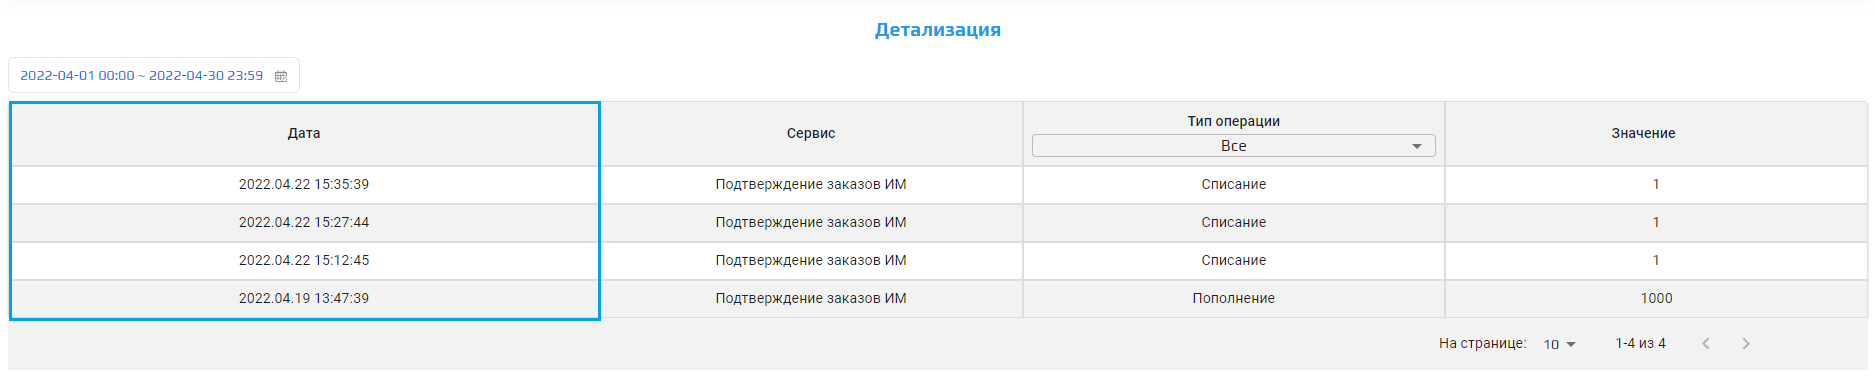 Детализация
2022-04-01 00:00 ~ 2022-04-30 23:59
Дата Сервис Тип операции Значение
Все
2022.04.22 15:35:39 Подтверждение заказов ИМ Списание 1
2022.04.22 15:27:44 Подтверждение заказов ИМ Списание 1
2022.04.22 15:12:45 Подтверждение заказов ИМ Списание 1
2022.04.19 13:47:39 Подтверждение заказов ИМ Пополнение 1000
На странице: 10 1-4 из 4